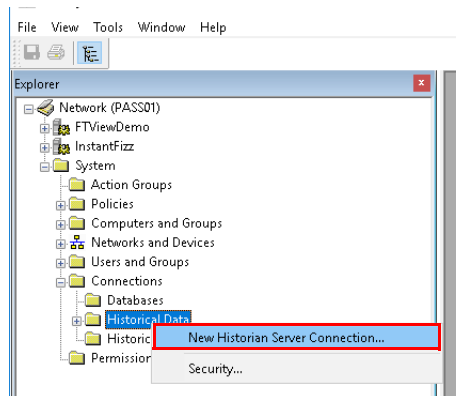 File View Tools Window Help
Explorer
Network (PASS01)
FTViewDemo
InstantFizz
System
Action Groups
Policies
Computers and Groups
Networks and Devices
Users and Groups
Connections
Databases
Historical Data
Historic
New Historian Server Connection...
Permission
Security...